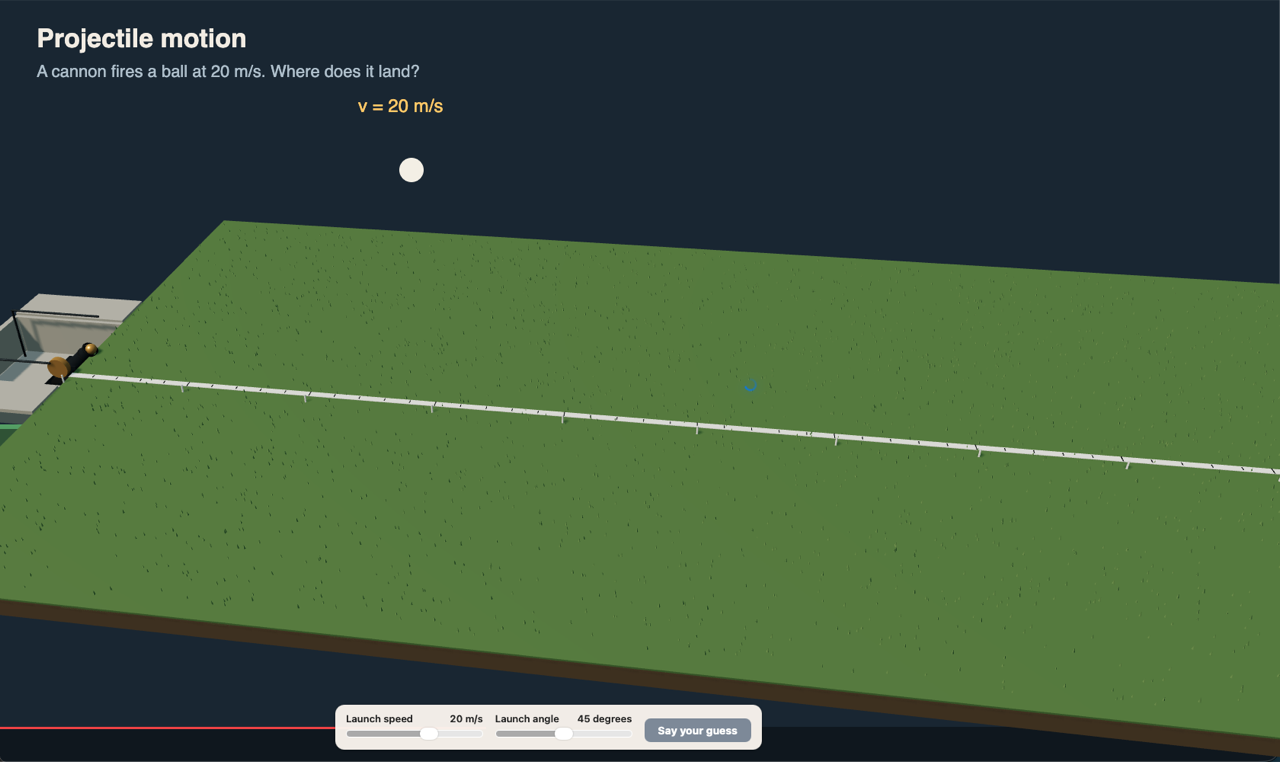 Projectile motion
A cannon fires a ball at 20 m/s. Where does it land?
v = 20 m/s
Launch speed 20 m/s Launch angle 45 degrees
Say your guess